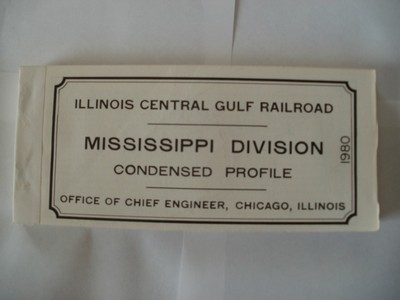 ILLINOIS CENTRAL GULF RAILROAD
MISSISSIPPI DIVISION
CONDENSED PROFILE
1980
OFFICE OF CHIEF ENGINEER, CHICAGO, ILLINOIS